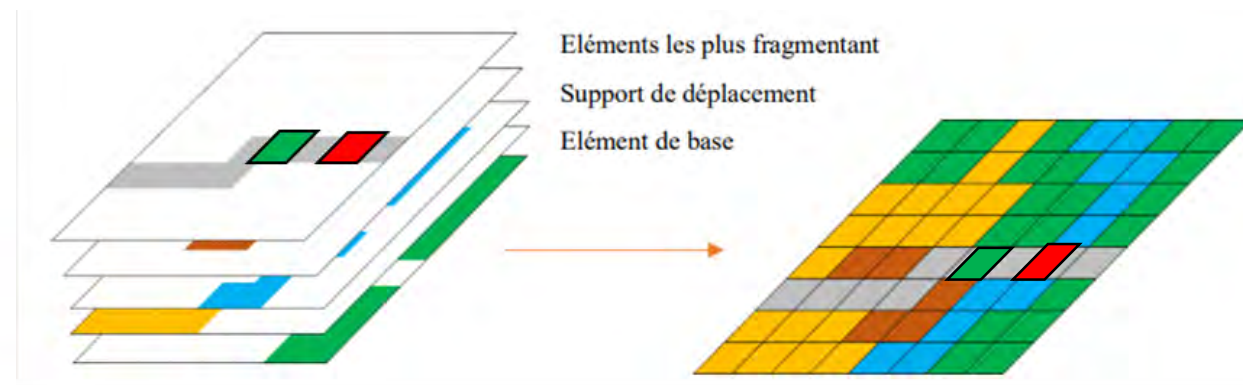 Eléments les plus fragmentant
Support de déplacement
Elément de base